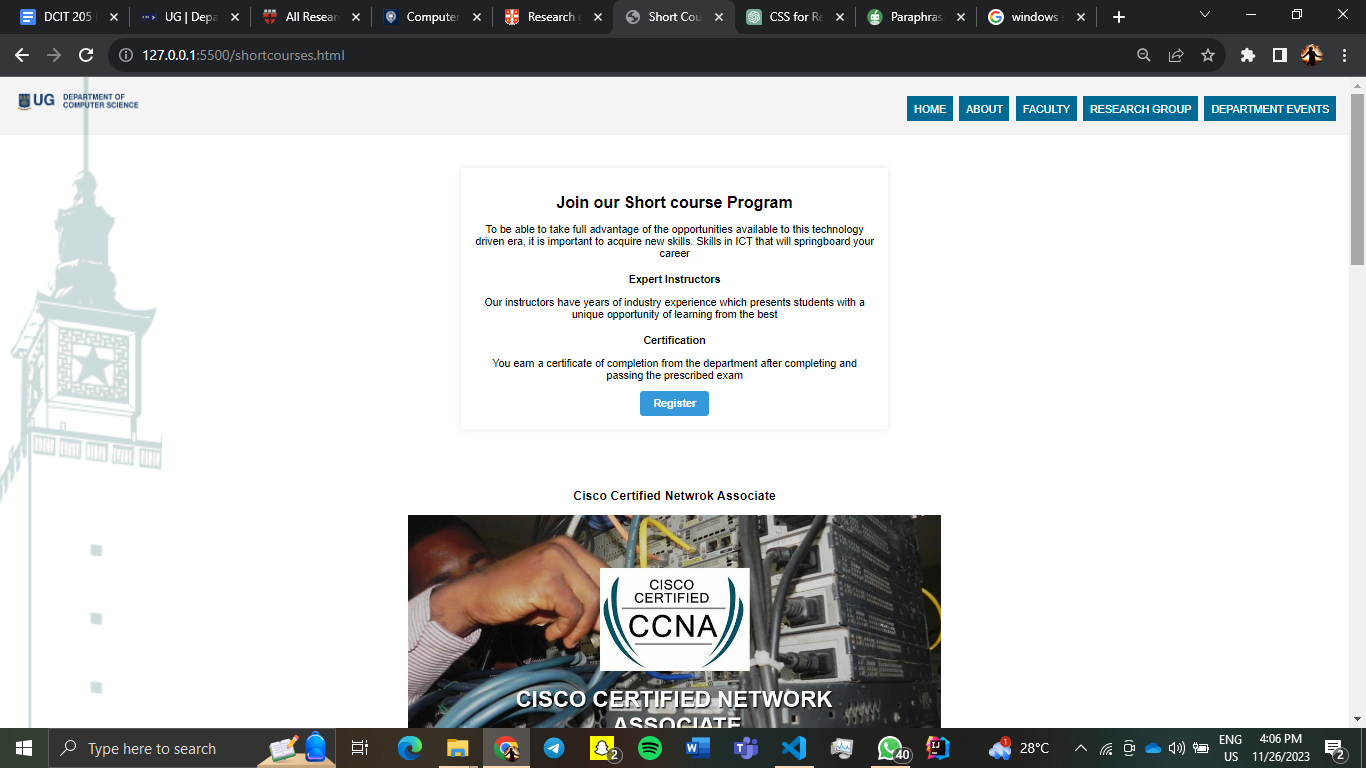 DCIT 205
UG | Depa
All Resear
Computer
Research
Short Cou
CSS for Re
Paraphras
windows
127.0.0.1:5500/shortcourses.html
UG DEPARTMENT OF
COMPUTER SCIENCE
HOME ABOUT FACULTY RESEARCH GROUP DEPARTMENT EVENTS
Join our Short course Program
To be able to take full advantage of the opportunities available to this technology
driven era, it is important to acquire new skills. Skills in ICT that will springboard your
career
Expert Instructors
Our instructors have years of industry experience which presents students with a
unique opportunity of learning from the best
Certification
You earn a certificate of completion from the department after completing and
passing the prescribed exam
Register
Cisco Certified Netwrok Associate
CISCO
CERTIFIED
CCNA
CISCO CERTIFIED NETWORK
ASSOCIATE
Type here to search
2
40
1
28°C
ENG
US
4:06 PM
11/26/2023
2